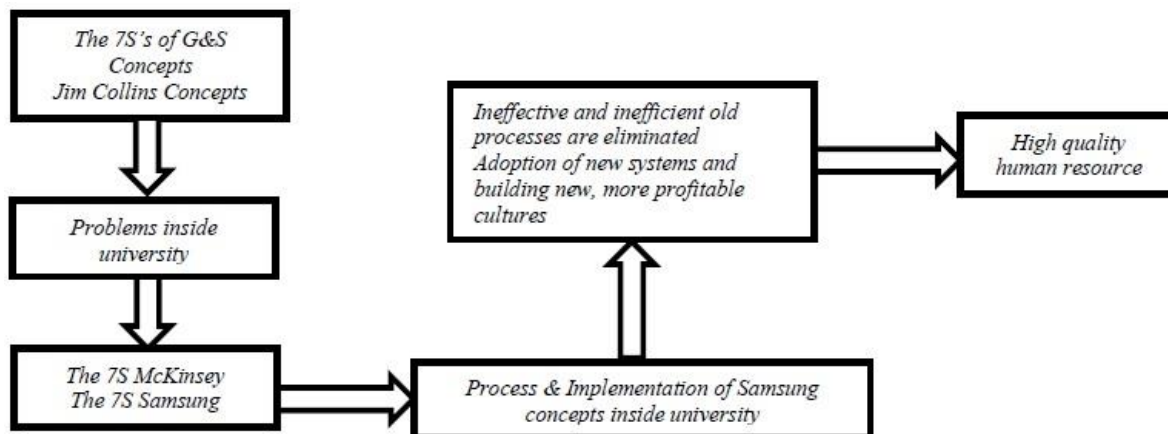 The 7S's of G&S
Concepts
Jim Collins Concepts
Problems inside
university
The 7S McKinsey
The 7S Samsung
Process & Implementation of Samsung
concepts inside university
Ineffective and inefficient old
processes are eliminated
Adoption of new systems and
building new, more profitable
cultures
High quality
human resource